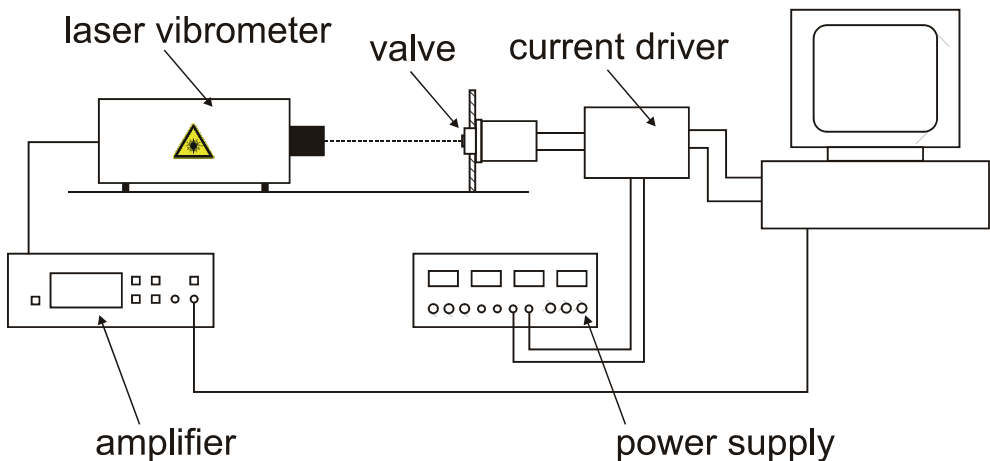 laser vibrometer
valve
current driver
amplifier
power supply